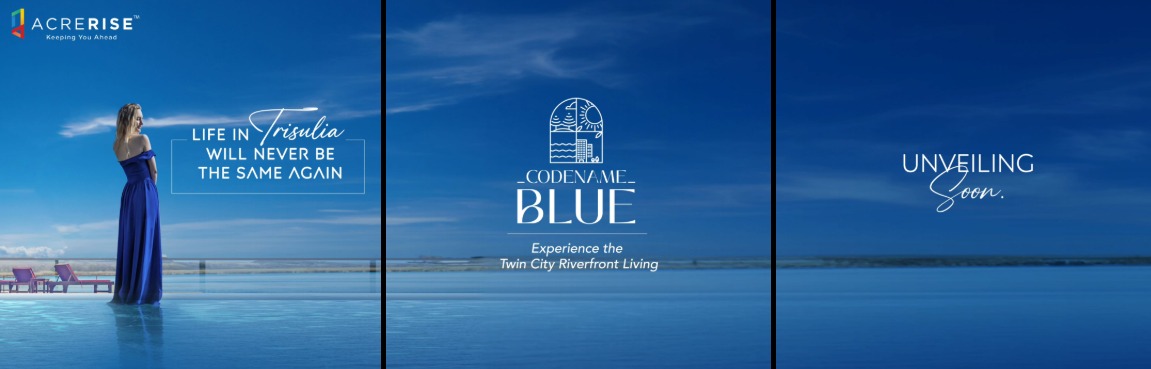 ACRERISE™
Keeping You Ahead
LIFE IN Trisulia
WILL NEVER BE
THE SAME AGAIN
CODENAME
BLUE
Experience the
Twin City Riverfront Living
UNVEILING
Soon.